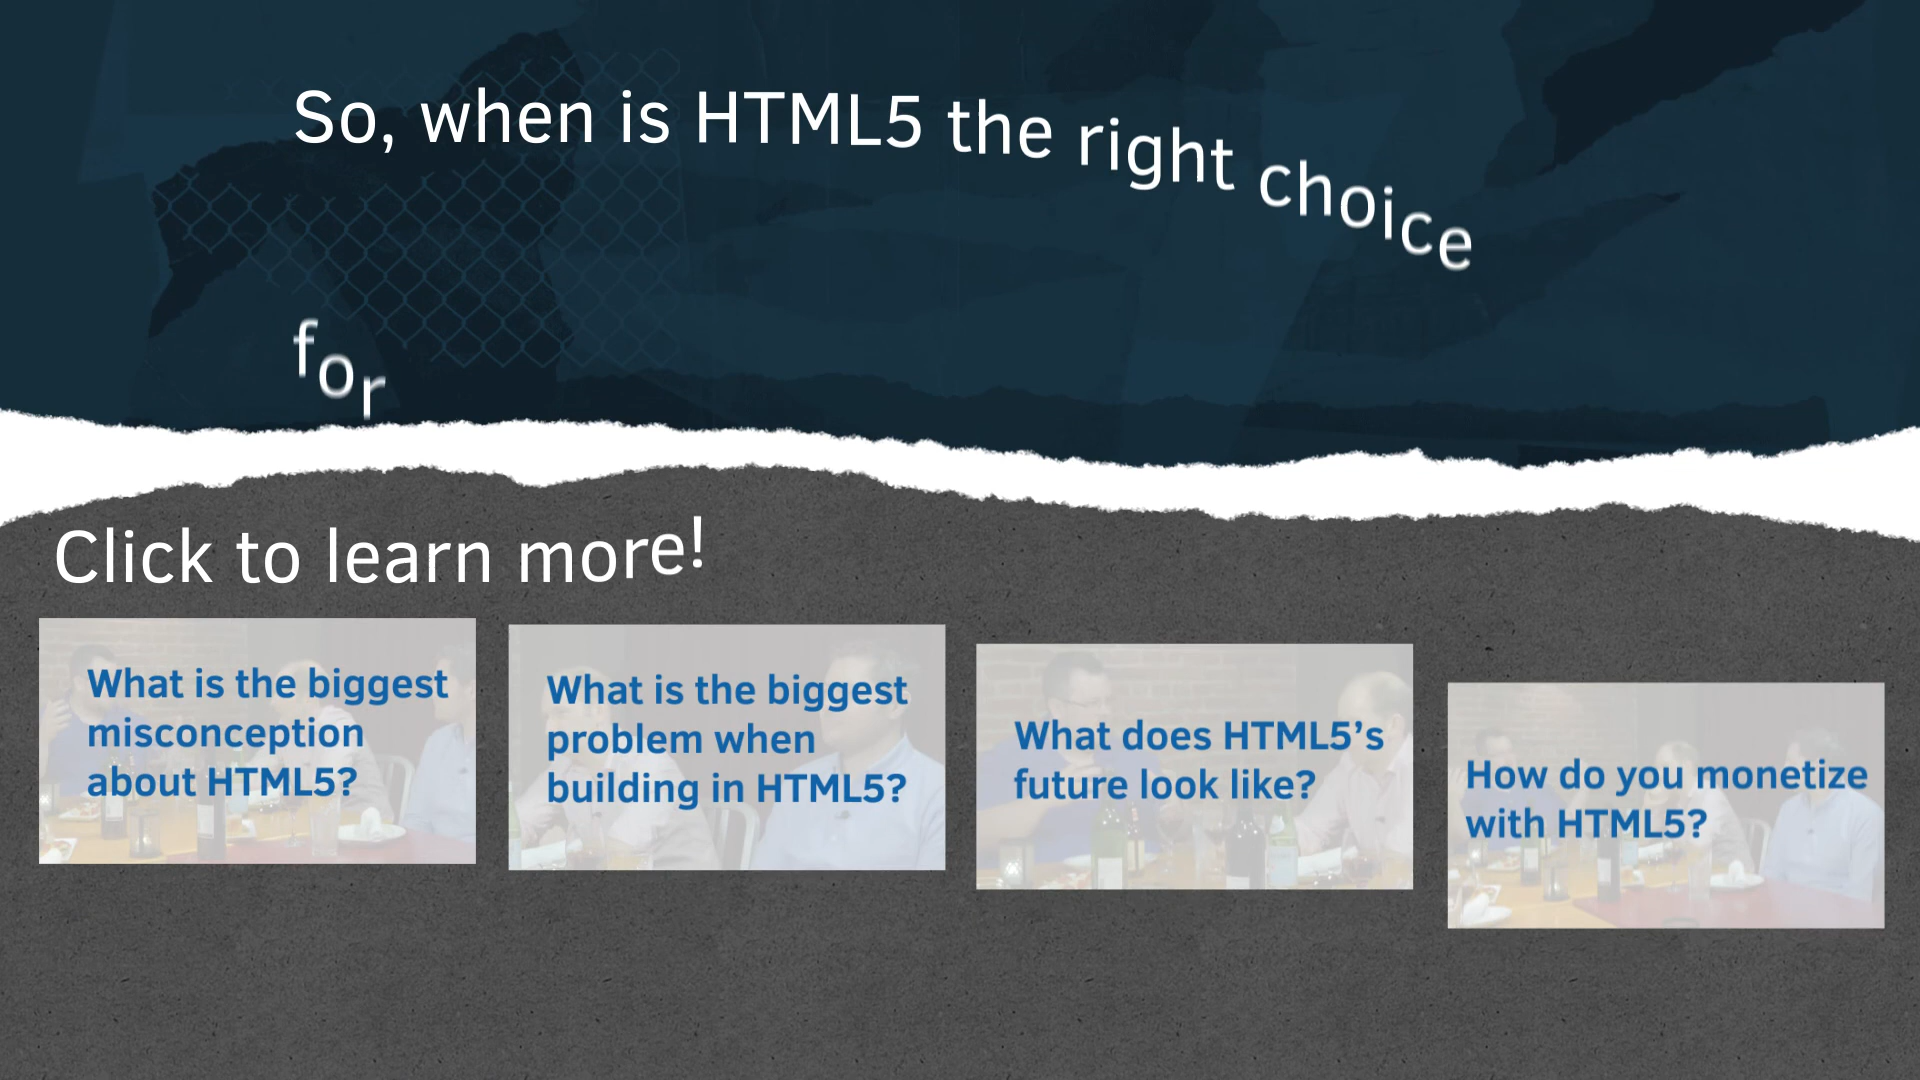 So, when is HTML5 the right choice
for
Click to learn more!
What is the biggest
misconception
about HTML5?
What is the biggest
problem when
building in HTML5?
What does HTML5’s
future look like?
How do you monetize
with HTML5?